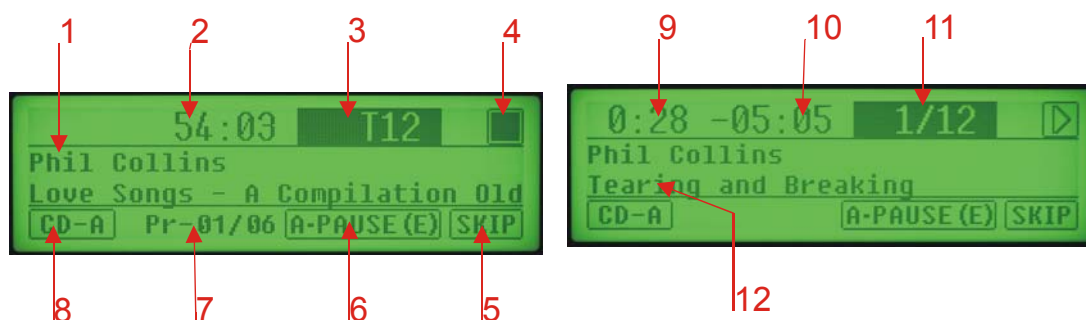 1 2 3 4
54:03 T12
Phil Collins
Love Songs - A Compilation Old
CD-A Pr-01/06 A-PAUSE(E) SKIP
8 7 6 5
9 10 11
0:28 -05:05 1/12
Phil Collins
Tearing and Breaking
CD-A A-PAUSE(E) SKIP
12